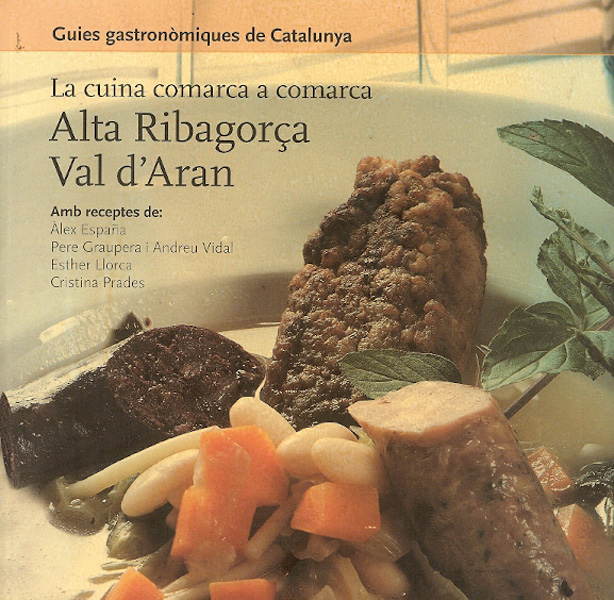 Guies gastronòmiques de Catalunya
La cuina comarca a comarca
Alta Ribagorça
Val d'Aran
Amb receptes de:
Àlex España
Pere Graupera i Andreu Vidal
Esther Llorca
Cristina Prades